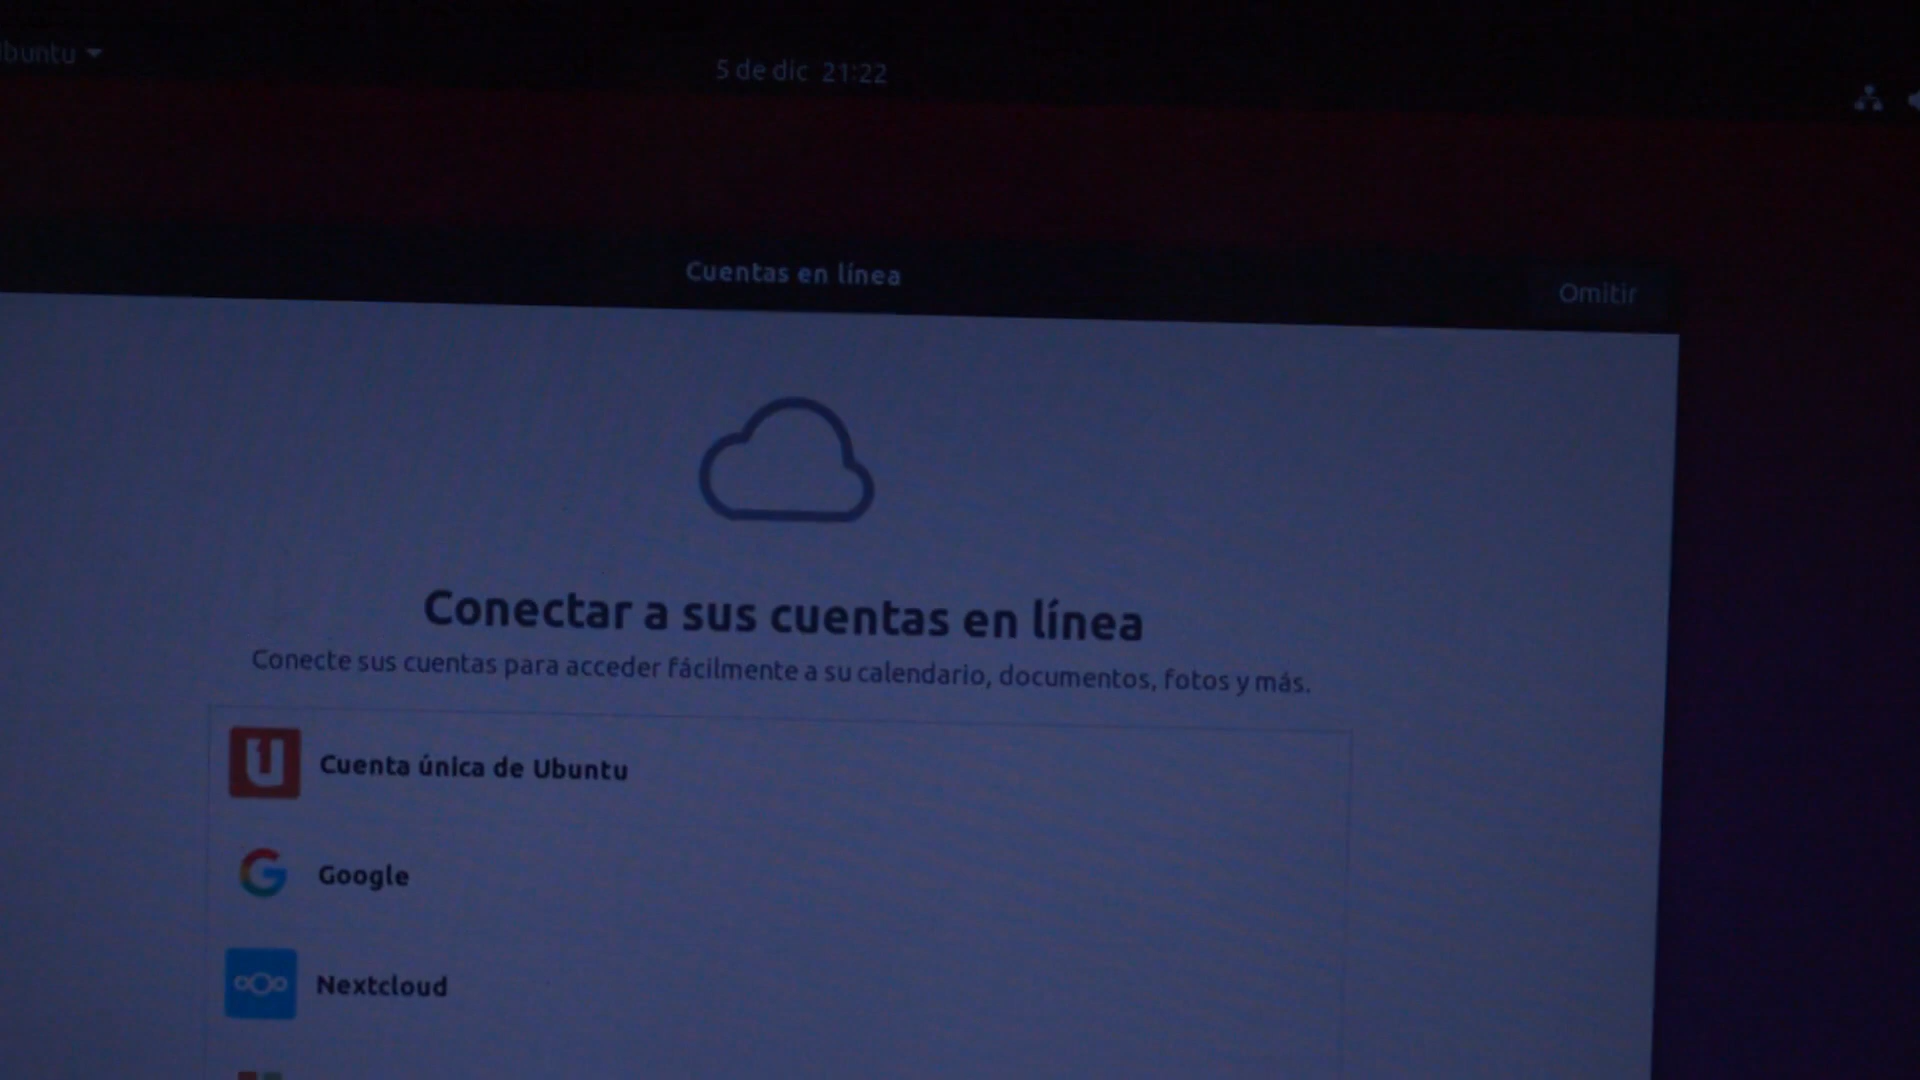 buntu
5 de dic 21:22
Cuentas en línea
Omitir
Conectar a sus cuentas en línea
Conecte sus cuentas para acceder fácilmente a su calendario, documentos, fotos y más.
Cuenta única de Ubuntu
Google
Nextcloud